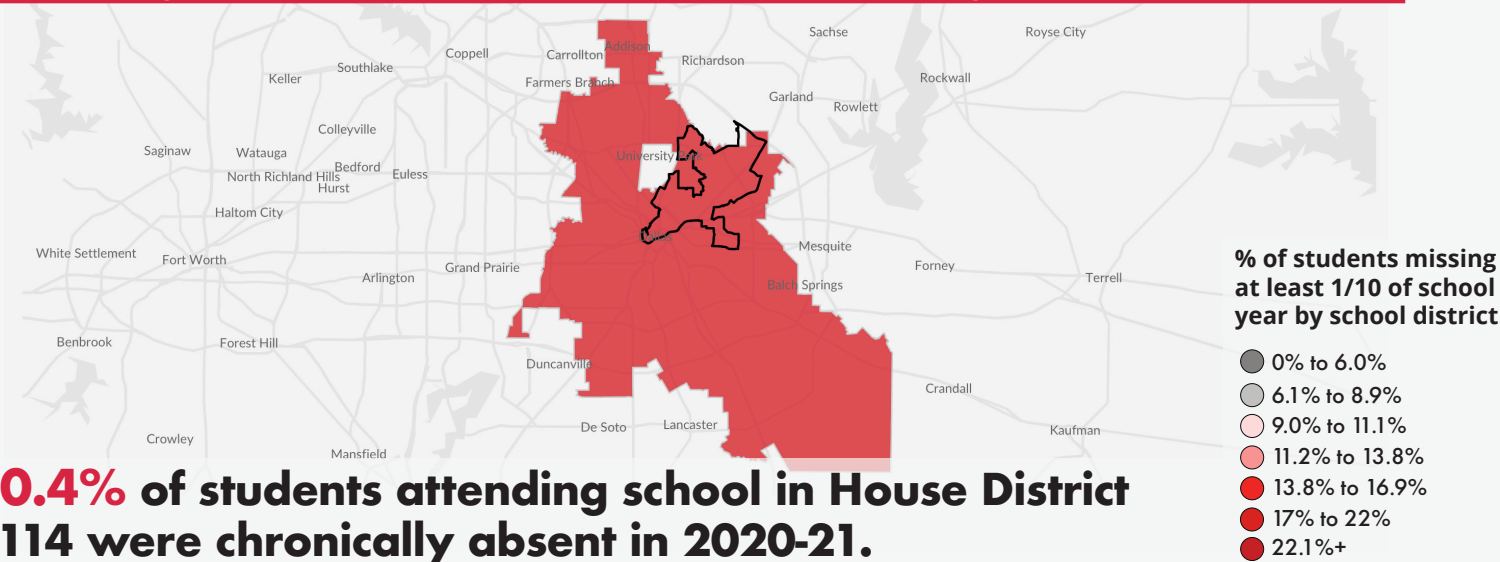 Sachse
Royse City
Addison
Coppell
Carrollton
Richardson
Southlake
Keller
Farmers Branch
Rockwall
Garland
Rowlett
Colleyville
Saginaw
Watauga
University Park
Bedford
North Richland Hills
Euless
Hurst
Haltom City
Dallas
Mesquite
White Settlement
Fort Worth
Grand Prairie
Forney
Arlington
Terrell
Balch Springs
Benbrook
Forest Hill
Duncanville
Crandall
De Soto
Lancaster
Kaufman
Crowley
Mansfield
% of students missing
at least 1/10 of school
year by school district
0% to 6.0%
6.1% to 8.9%
9.0% to 11.1%
11.2% to 13.8%
13.8% to 16.9%
17% to 22%
22.1%+
0.4% of students attending school in House District
114 were chronically absent in 2020-21.